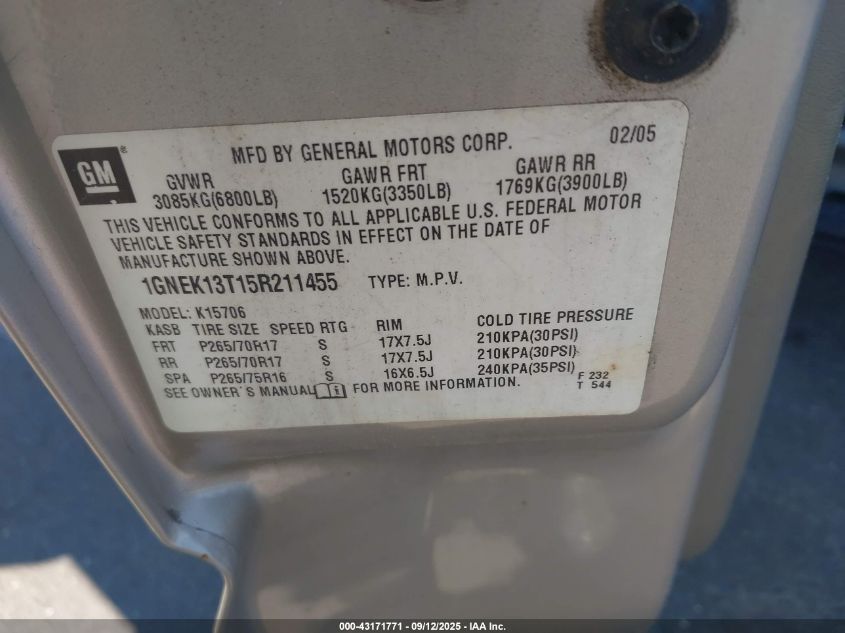 GM ®
MFD BY GENERAL MOTORS CORP. 02/05
GVWR GAWR FRT GAWR RR
3085KG(6800LB) 1520KG(3350LB) 1769KG(3900LB)
THIS VEHICLE CONFORMS TO ALL APPLICABLE U.S. FEDERAL MOTOR
VEHICLE SAFETY STANDARDS IN EFFECT ON THE DATE OF
MANUFACTURE SHOWN ABOVE.
1GNEK13T15R211455 TYPE: M.P.V.
MODEL: K15706
KASB TIRE SIZE SPEED RTG RIM COLD TIRE PRESSURE
FRT P265/70R17 S 17X7.5J 210KPA(30PSI)
RR P265/70R17 S 17X7.5J 210KPA(30PSI)
SPA P265/75R16 S 16X6.5J 240KPA(35PSI) F 232
SEE OWNER'S MANUAL FOR MORE INFORMATION. T 544
000-43171771 - 09/12/2025 - IAA Inc.